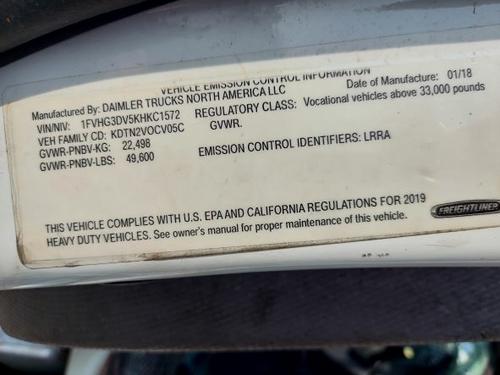 VEHICLE EMISSION CONTROL INFORMATION
Manufactured By: DAIMLER TRUCKS NORTH AMERICA LLC
Date of Manufacture: 01/18
VIN/NIV: 1FVHG3DV5KHKC1572
REGULATORY CLASS: Vocational vehicles above 33,000 pounds
GVWR.
VEH FAMILY CD: KDTN2VOCV05C
GVWR-PNBV-KG: 22,498
GVWR-PNBV-LBS: 49,600
EMISSION CONTROL IDENTIFIERS: LRRA
THIS VEHICLE COMPLIES WITH U.S. EPA AND CALIFORNIA REGULATIONS FOR 2019
HEAVY DUTY VEHICLES. See owner's manual for proper maintenance of this vehicle.
FREIGHTLINER